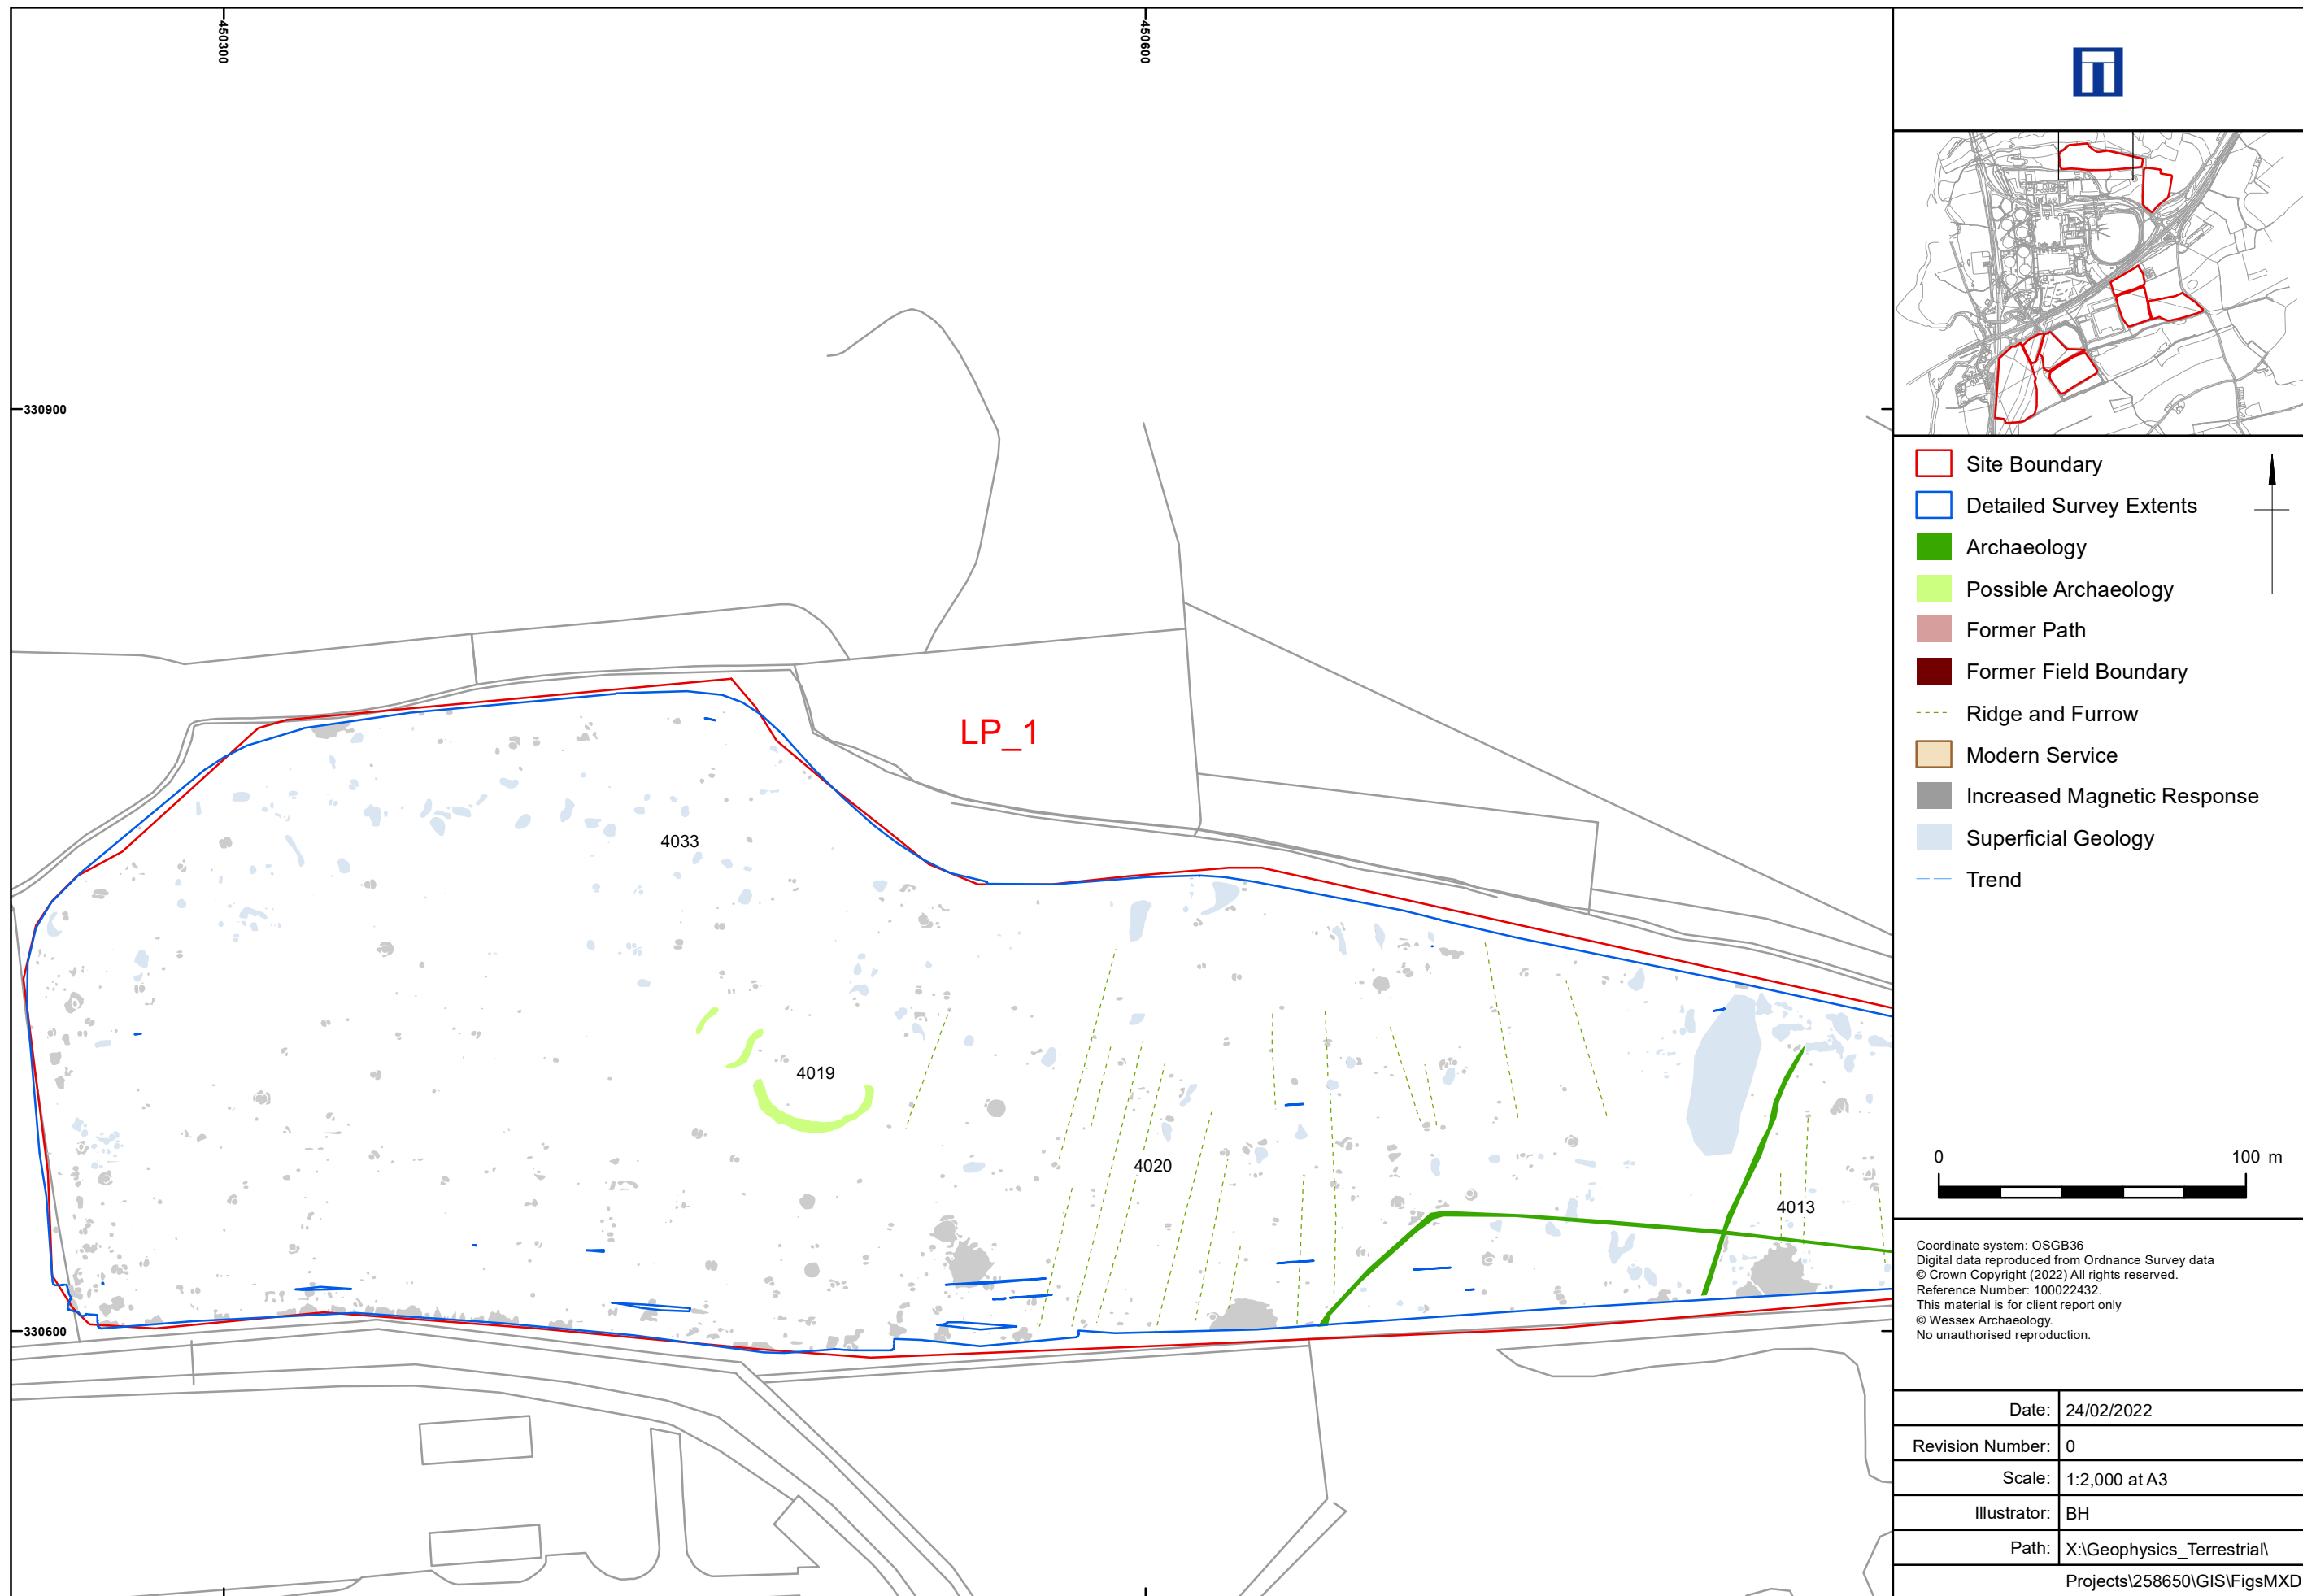 450300
450600
330900
330600
LP_1
4033
4019
4020
4013
Site Boundary
Detailed Survey Extents
Archaeology
Possible Archaeology
Former Path
Former Field Boundary
Ridge and Furrow
Modern Service
Increased Magnetic Response
Superficial Geology
Trend
0 100 m
Coordinate system: OSGB36
Digital data reproduced from Ordnance Survey data
© Crown Copyright (2022) All rights reserved.
Reference Number: 100022432.
This material is for client report only
© Wessex Archaeology.
No unauthorised reproduction.
Date: 24/02/2022
Revision Number: 0
Scale: 1:2,000 at A3
Illustrator: BH
Path: X:\Geophysics_Terrestrial\
Projects\258650\GIS\FigsMXD